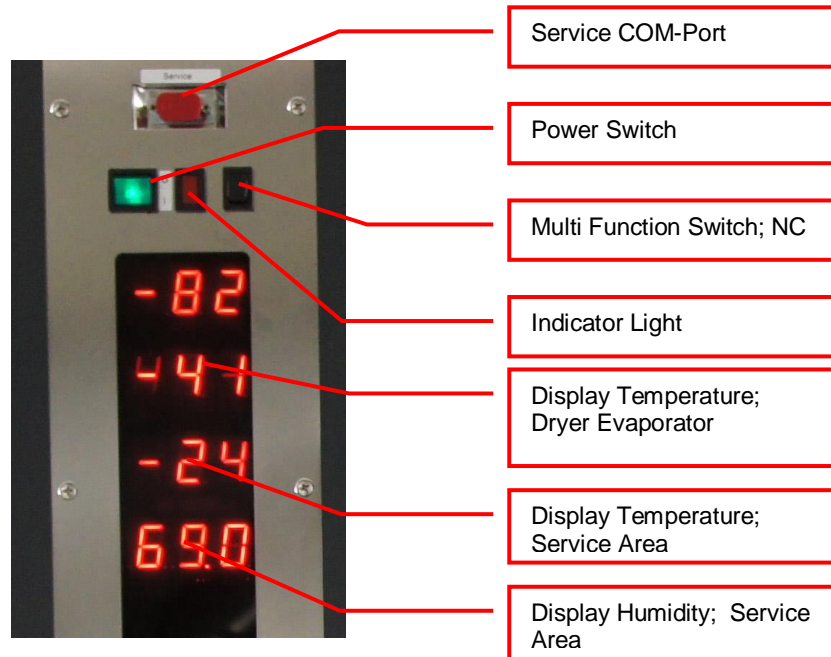 Service COM-Port
Service
Power Switch
Multi Function Switch; NC
-82
Indicator Light
-41
Display Temperature;
Dryer Evaporator
-24
Display Temperature;
Service Area
69.0
Display Humidity; Service
Area